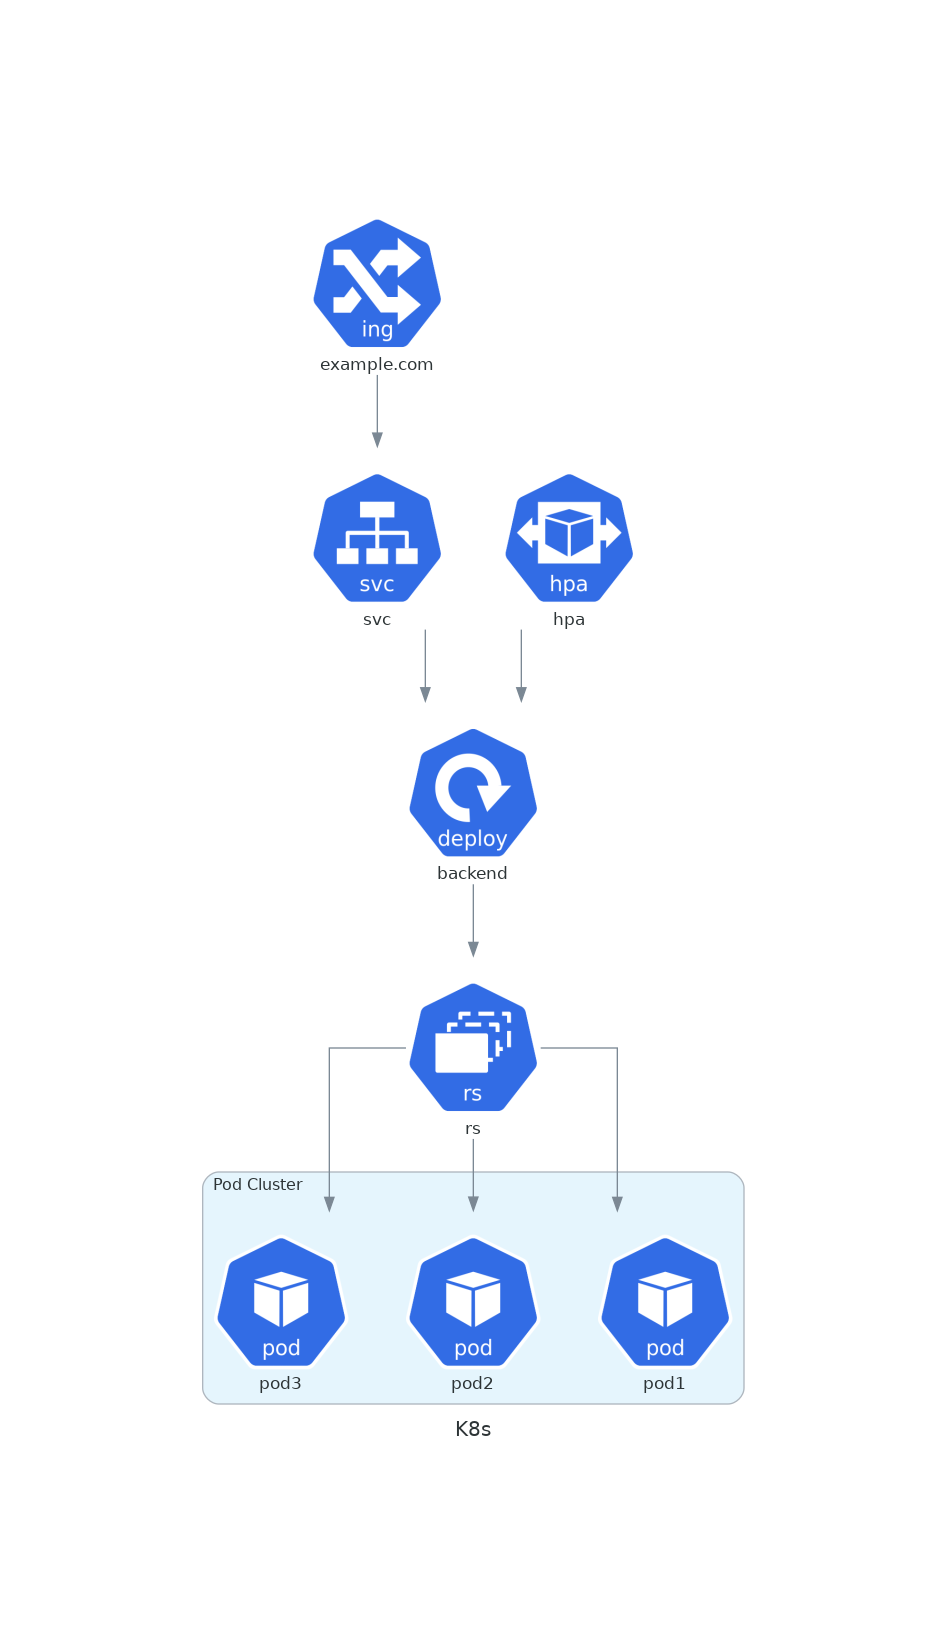 ing
example.com
svc
svc
hpa
hpa
deploy
backend
rs
rs
Pod Cluster
pod
pod3
pod
pod2
pod
pod1
K8s